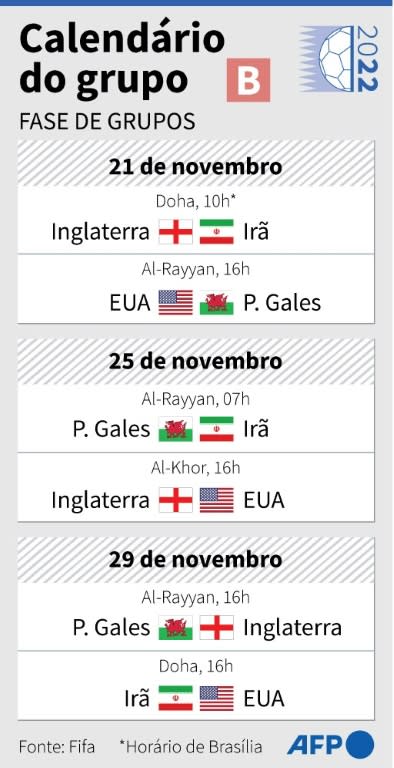 Calendário
do grupo B
2022
FASE DE GRUPOS
21 de novembro
Doha, 10h*
Inglaterra Irã
Al-Rayyan, 16h
EUA P. Gales
25 de novembro
Al-Rayyan, 07h
P. Gales Irã
Al-Khor, 16h
Inglaterra EUA
29 de novembro
Al-Rayyan, 16h
P. Gales Inglaterra
Doha, 16h
Irã EUA
Fonte: Fifa *Horário de Brasília AFP